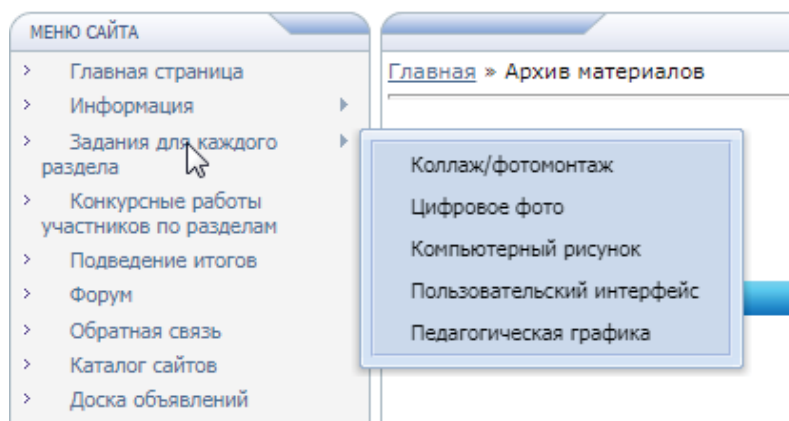 МЕНЮ САЙТА
Главная страница
Информация
Задания для каждого
раздела
Конкурсные работы
участников по разделам
Подведение итогов
Форум
Обратная связь
Каталог сайтов
Доска объявлений
Главная » Архив материалов
Коллаж/фотомонтаж
Цифровое фото
Компьютерный рисунок
Пользовательский интерфейс
Педагогическая графика